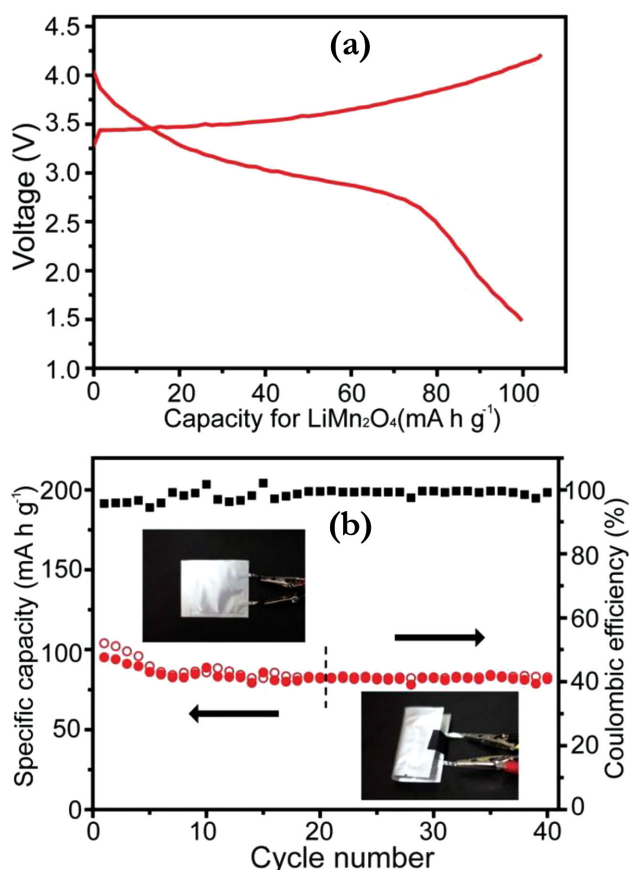 (a)
Voltage (V)
4.5
4.0
3.5
3.0
2.5
2.0
1.5
1.0
0 20 40 60 80 100
Capacity for LiMn₂O₄(mA h g⁻¹)
(b)
Specific capacity (mA h g⁻¹)
200
150
100
50
0
Coulombic efficiency (%)
100
80
60
40
20
0
0 10 20 30 40
Cycle number